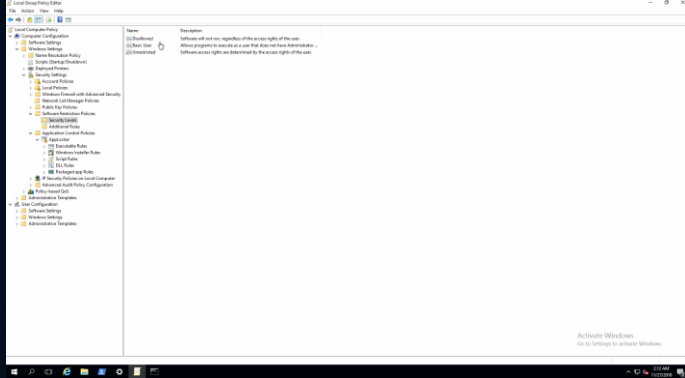 Local Group Policy Editor
File Action View Help
Local Computer Policy
Computer Configuration
Software Settings
Windows Settings
Name Resolution Policy
Scripts (Startup/Shutdown)
Deployed Printers
Security Settings
Account Policies
Local Policies
Windows Firewall with Advanced Security
Network List Manager Policies
Public Key Policies
Software Restriction Policies
Security Levels
Additional Rules
Application Control Policies
AppLocker
Executable Rules
Windows Installer Rules
Script Rules
DLL Rules
Packaged app Rules
IP Security Policies on Local Computer
Advanced Audit Policy Configuration
Policy-based QoS
Administrative Templates
User Configuration
Software Settings
Windows Settings
Administrative Templates
Name Description
Disallowed Software will not run, regardless of the access rights of the user.
Basic User Allows programs to execute as a user that does not have Administrator ...
Unrestricted Software access rights are determined by the access rights of the user.
Activate Windows
Go to Settings to activate Windows.
2:12 AM
11/27/2018